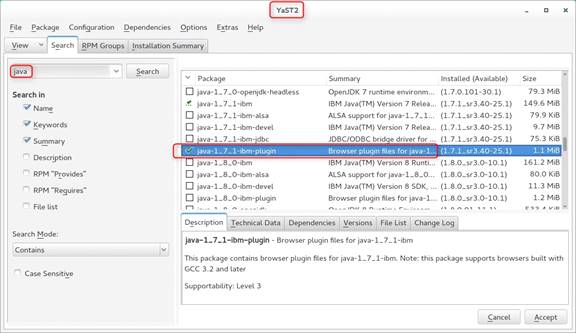 YaST2
File Package Configuration Dependencies Options Extras Help
View Search RPM Groups Installation Summary
java Search
Search in
Name
Keywords
Summary
Description
RPM "Provides"
RPM "Requires"
File list
Search Mode:
Contains
Case Sensitive
Package Summary Installed (Available) Size
java-1_7_0-openjdk-headless OpenJDK 7 runtime environm... (1.7.0.101-30.1) 79.3 MiB
java-1_7_1-ibm IBM Java(TM) Version 7 Relea... (1.7.1_sr3.40-25.1) 149.6 MiB
java-1_7_1-ibm-alsa ALSA support for java-1_7_1-... (1.7.1_sr3.40-25.1) 79.9 KiB
java-1_7_1-ibm-devel IBM Java(TM) Version 7 Relea... (1.7.1_sr3.40-25.1) 9.7 MiB
java-1_7_1-ibm-jdbc JDBC/ODBC bridge driver for ... (1.7.1_sr3.40-25.1) 75.3 KiB
java-1_7_1-ibm-plugin Browser plugin files for java-1... (1.7.1_sr3.40-25.1) 1.1 MiB
java-1_8_0-ibm IBM Java(TM) Version 8 Runti... (1.8.0_sr3.0-10.1) 161.2 MiB
java-1_8_0-ibm-alsa ALSA support for java-1_8_0... (1.8.0_sr3.0-10.1) 80.0 KiB
java-1_8_0-ibm-devel IBM Java(TM) Version 8 SDK, ... (1.8.0_sr3.0-10.1) 11.3 MiB
java-1_8_0-ibm-plugin Browser plugin files for java-1... (1.8.0_sr3.0-10.1) 1.2 MiB
Description Technical Data Dependencies Versions File List Change Log
java-1_7_1-ibm-plugin - Browser plugin files for java-1_7_1-ibm
This package contains browser plugin files for java-1_7_1-ibm. Note: this package supports browsers built with
GCC 3.2 and later
Supportability: Level 3
Cancel Accept